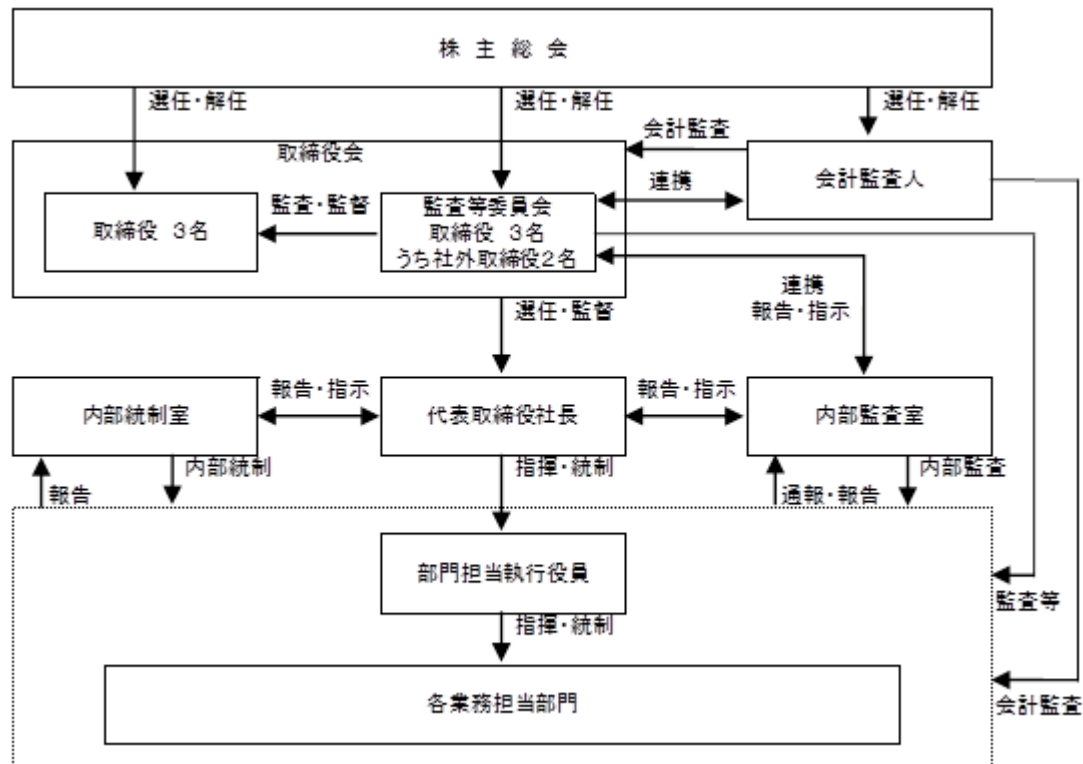 株 主 総 会
選任・解任
選任・解任
選任・解任
取締役会
会計監査
会計監査人
取締役 3名
監査・監督
監査等委員会
取締役 3名
うち社外取締役2名
連携
連携
報告・指示
選任・監督
内部統制室
報告・指示
代表取締役社長
報告・指示
内部監査室
報告
内部統制
指揮・統制
通報・報告
内部監査
部門担当執行役員
監査等
指揮・統制
各業務担当部門
会計監査